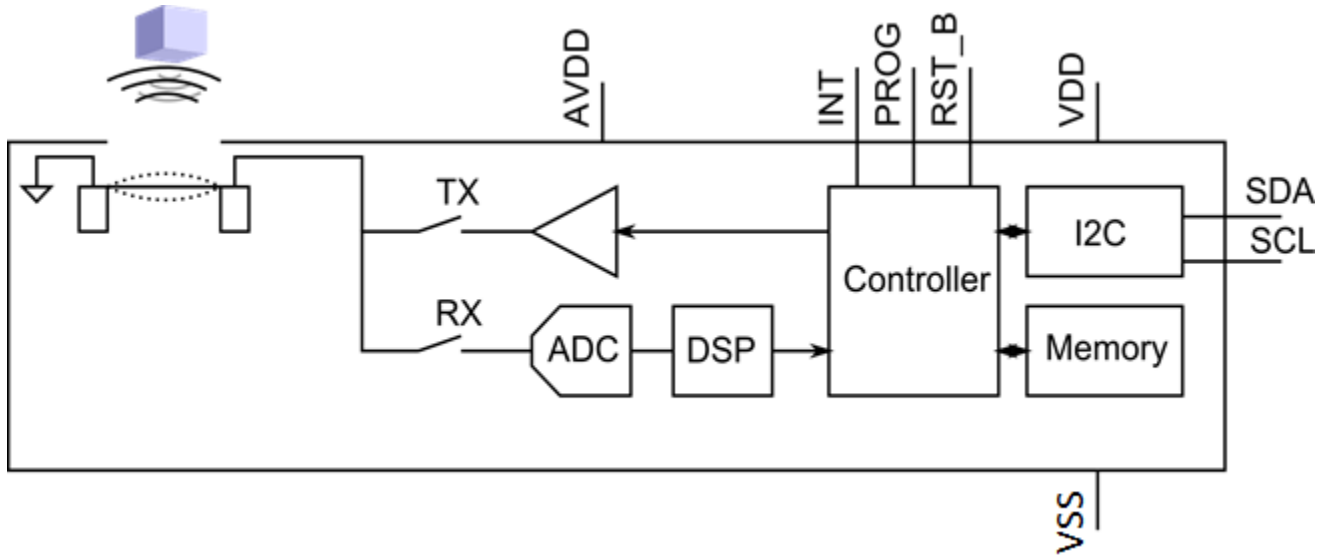 AVDD
INT
PROG
RST_B
VDD
TX
RX
ADC
DSP
Controller
I2C
Memory
SDA
SCL
VSS